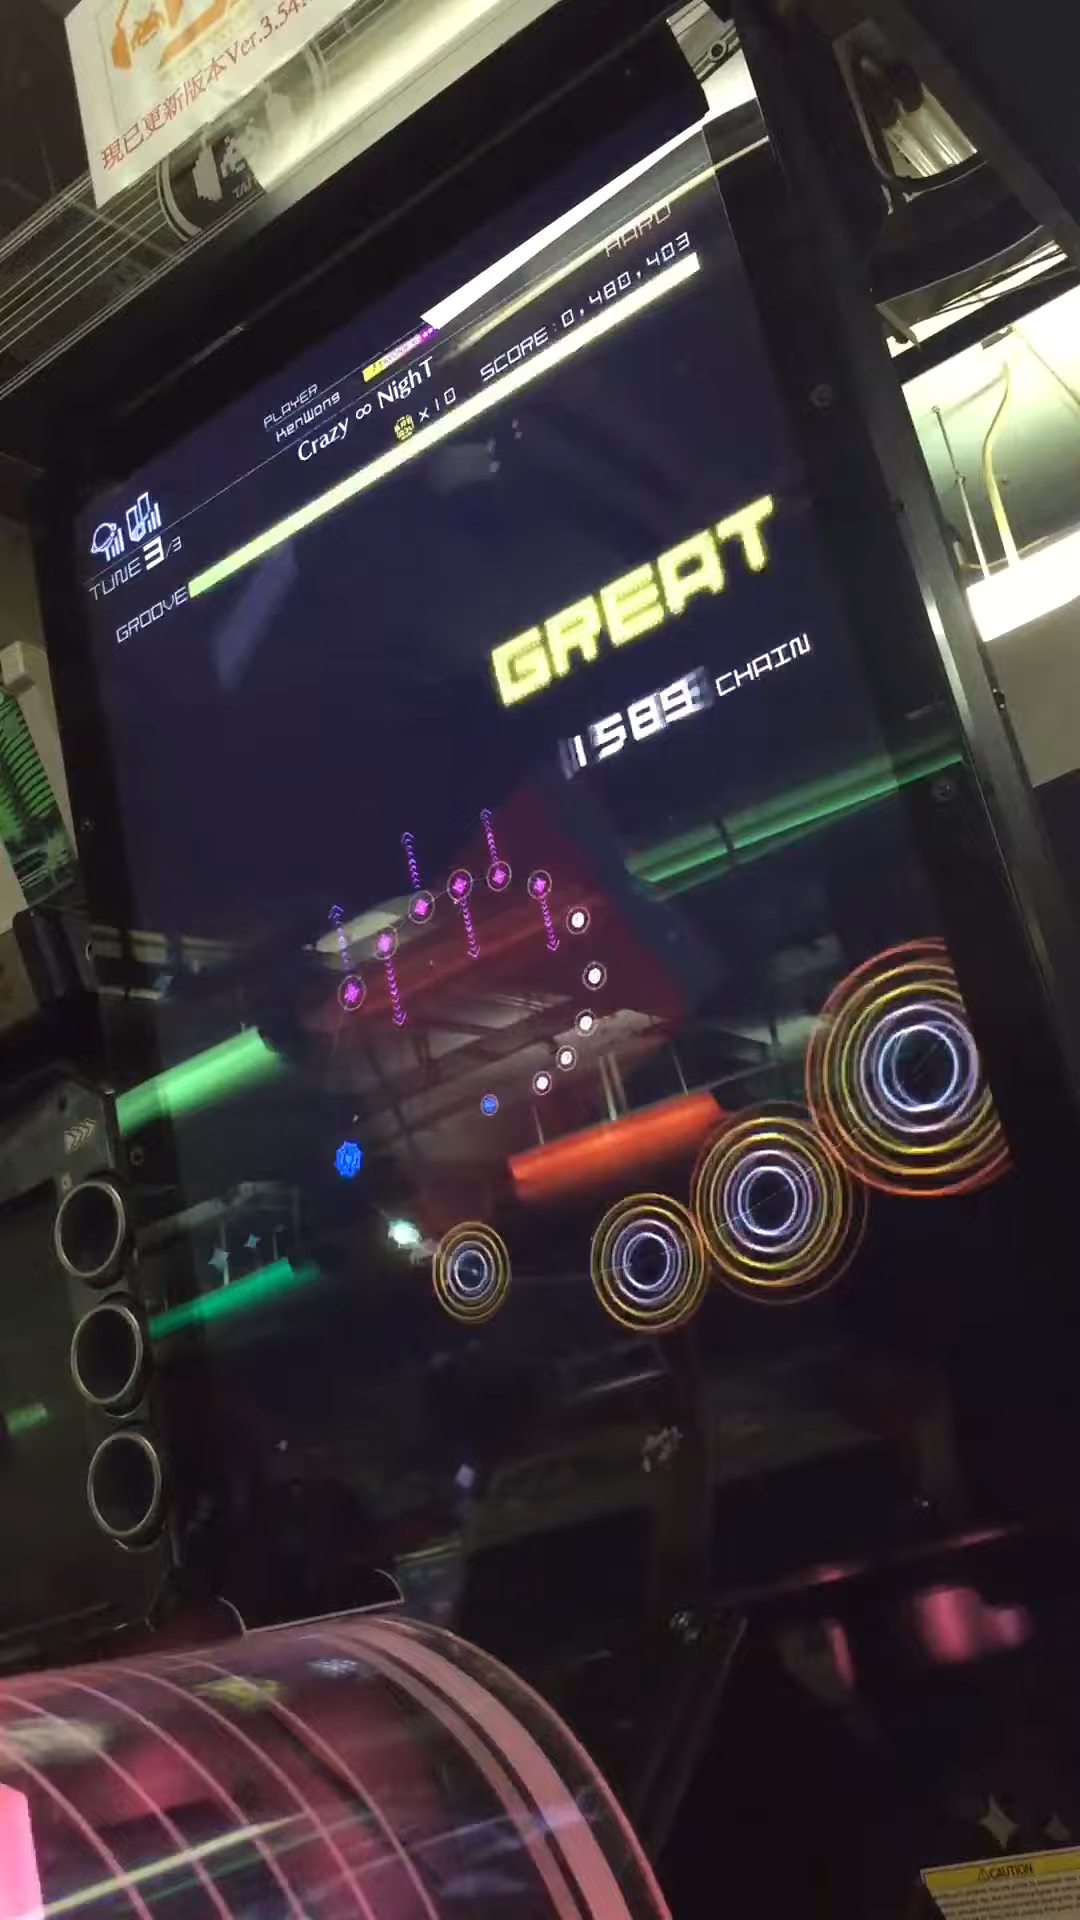 現已更新版本Ver.3.54
HARD
PLAYER
KenWong
Crazy ∞ NighT
×10
SCORE:0,480,403
TUNE 3/3
GROOVE
GREAT
1589 CHAIN
⚠CAUTION